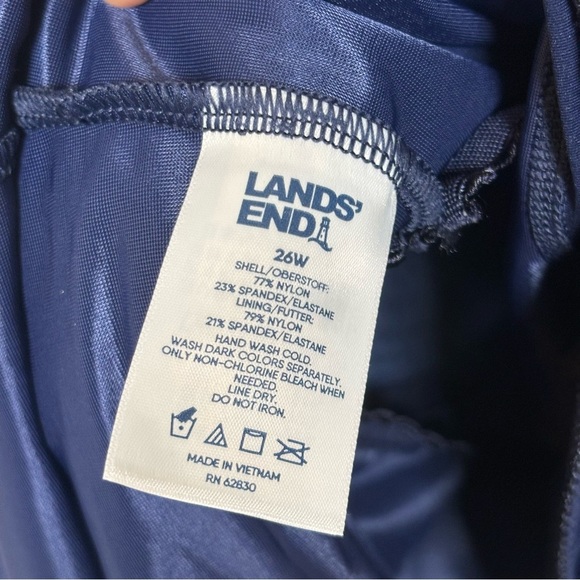 LANDS'
END
26W
SHELL/OBERSTOFF:
77% NYLON
23% SPANDEX/ELASTANE
LINING/FUTTER:
79% NYLON
21% SPANDEX/ELASTANE
HAND WASH COLD.
WASH DARK COLORS SEPARATELY.
ONLY NON-CHLORINE BLEACH WHEN
NEEDED.
LINE DRY.
DO NOT IRON.
MADE IN VIETNAM
RN 62830